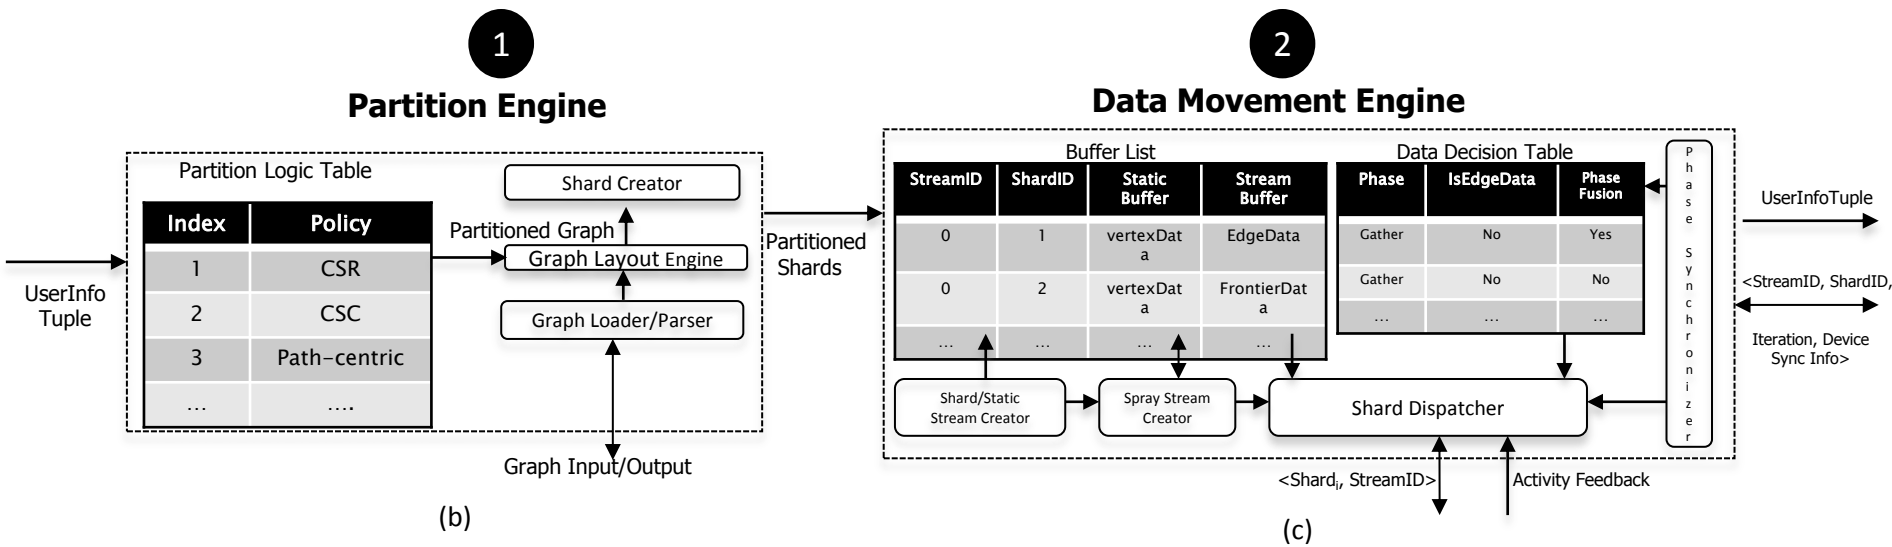 1
Partition Engine
UserInfo
Tuple
Partition Logic Table
Index Policy
1 CSR
2 CSC
3 Path-centric
... ....
Shard Creator
Partitioned Graph
Graph Layout Engine
Graph Loader/Parser
Graph Input/Output
(b)
Partitioned
Shards
2
Data Movement Engine
Buffer List
StreamID ShardID Static Buffer Stream Buffer
0 1 vertexDat
a EdgeData
0 2 vertexDat
a FrontierDat
a
... ... ... ...
Data Decision Table
Phase IsEdgeData Phase Fusion
Gather No Yes
Gather No No
... ... ...
Phase Synchronizer
Shard/Static
Stream Creator
Spray Stream
Creator
Shard Dispatcher
<Shardi, StreamID>
Activity Feedback
UserInfoTuple
<StreamID, ShardID,
Iteration, Device
Sync Info>
(c)